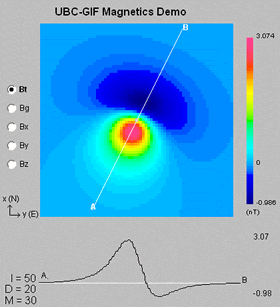 UBC-GIF Magnetics Demo
B
3.074
Bt
Bg
Bx
By
Bz
0
x (N)
y (E)
A
-0.986
(nT)
3.07
A
B
I = 50
D = 20
M = 30
-0.98